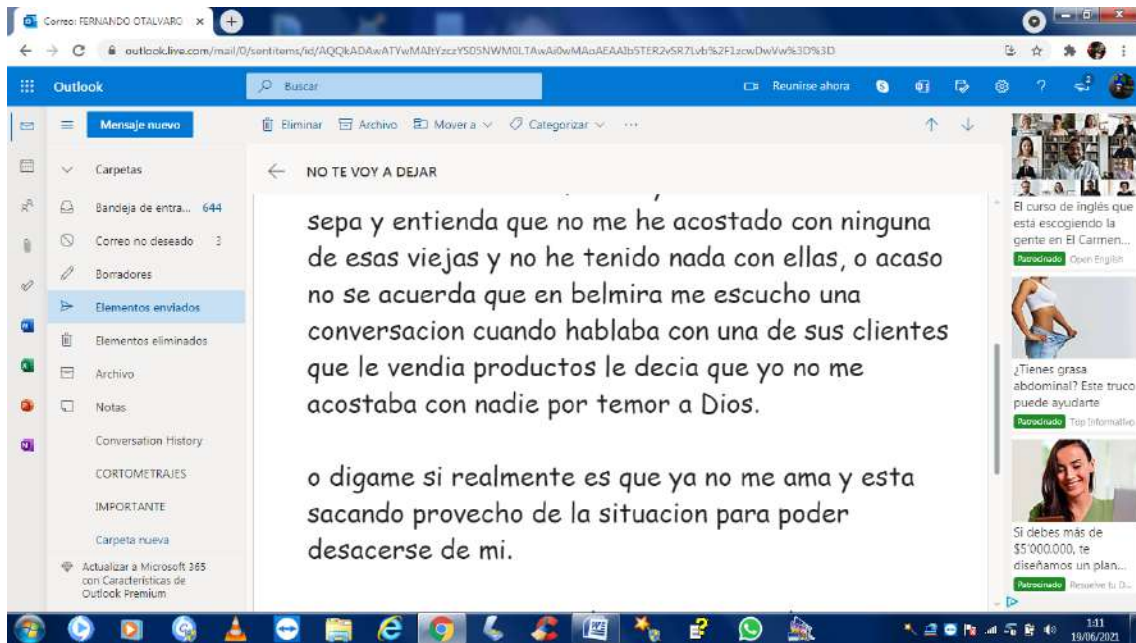 Correo: FERNANDO OTALVARO
outlook.live.com/mail/0/sentitems/id/
Outlook
Buscar
Reunirse ahora
Mensaje nuevo
Eliminar
Archivo
Mover a
Categorizar
Carpetas
NO TE VOY A DEJAR
Bandeja de entra... 644
Correo no deseado 3
Borradores
Elementos enviados
Elementos eliminados
Archivo
Notas
Conversation History
CORTOMETRAJES
IMPORTANTE
Carpeta nueva
Actualizar a Microsoft 365
con Características de
Outlook Premium
sepa y entienda que no me he acostado con ninguna
de esas viejas y no he tenido nada con ellas, o acaso
no se acuerda que en belmira me escucho una
conversacion cuando hablaba con una de sus clientes
que le vendia productos le decia que yo no me
acostaba con nadie por temor a Dios.
o digame si realmente es que ya no me ama y esta
sacando provecho de la situacion para poder
desacerse de mi.
El curso de inglés que
está escogiendo la
gente en El Carmen...
Patrocinado Open English
¿Tienes grasa
abdominal? Este truco
puede ayudarte
Patrocinado Top Informativo
Si debes más de
$5'000.000, te
diseñamos un plan...
Patrocinado Resuelve tu D...
1:11
19/06/2021